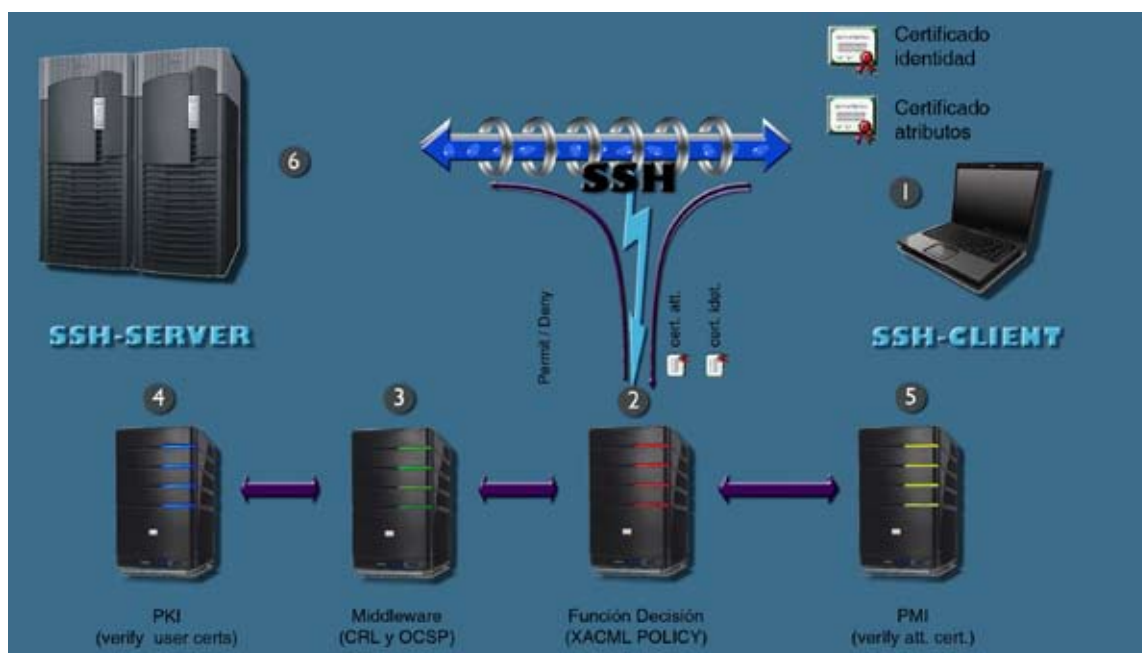 Certificado
identidad
Certificado
atributos
6
SSH
1
SSH-SERVER
SSH-CLIENT
Permit / Deny
cert. att.
cert. idet.
4
3
2
5
PKI
(verify user certs)
Middleware
(CRL y OCSP)
Función Decisión
(XACML POLICY)
PMI
(verify att. cert.)